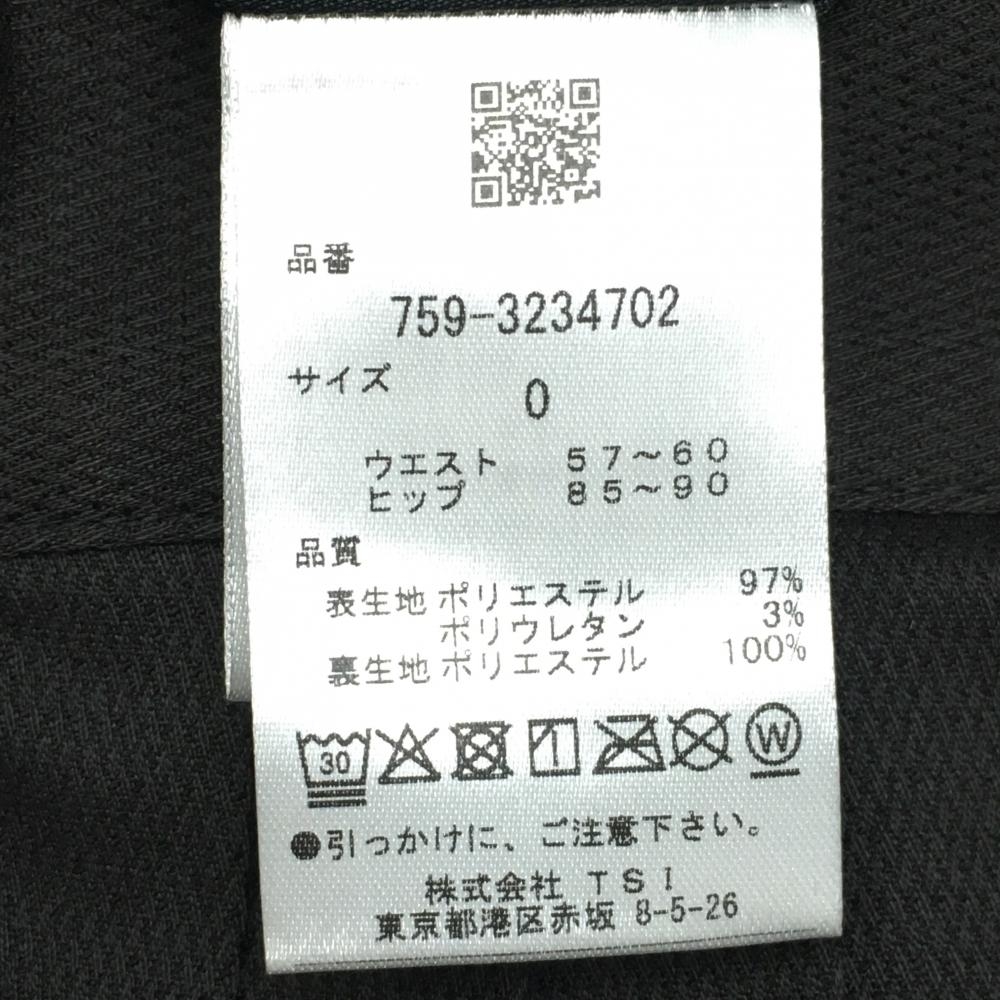 品番
759-3234702
サイズ
0
ウエスト 57~60
ヒップ 85~90
品質
表生地 ポリエステル 97%
ポリウレタン 3%
裏生地 ポリエステル 100%
30 W
●引っかけに、ご注意下さい。
株式会社 TSI
東京都港区赤坂 8-5-26